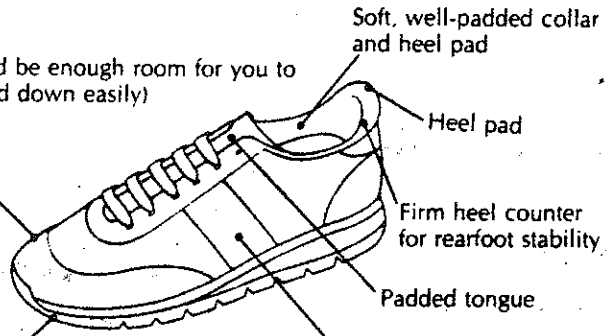 Soft, well-padded collar
and heel pad
d be enough room for you to
d down easily)
Heel pad
Firm heel counter
for rearfoot stability
Padded tongue